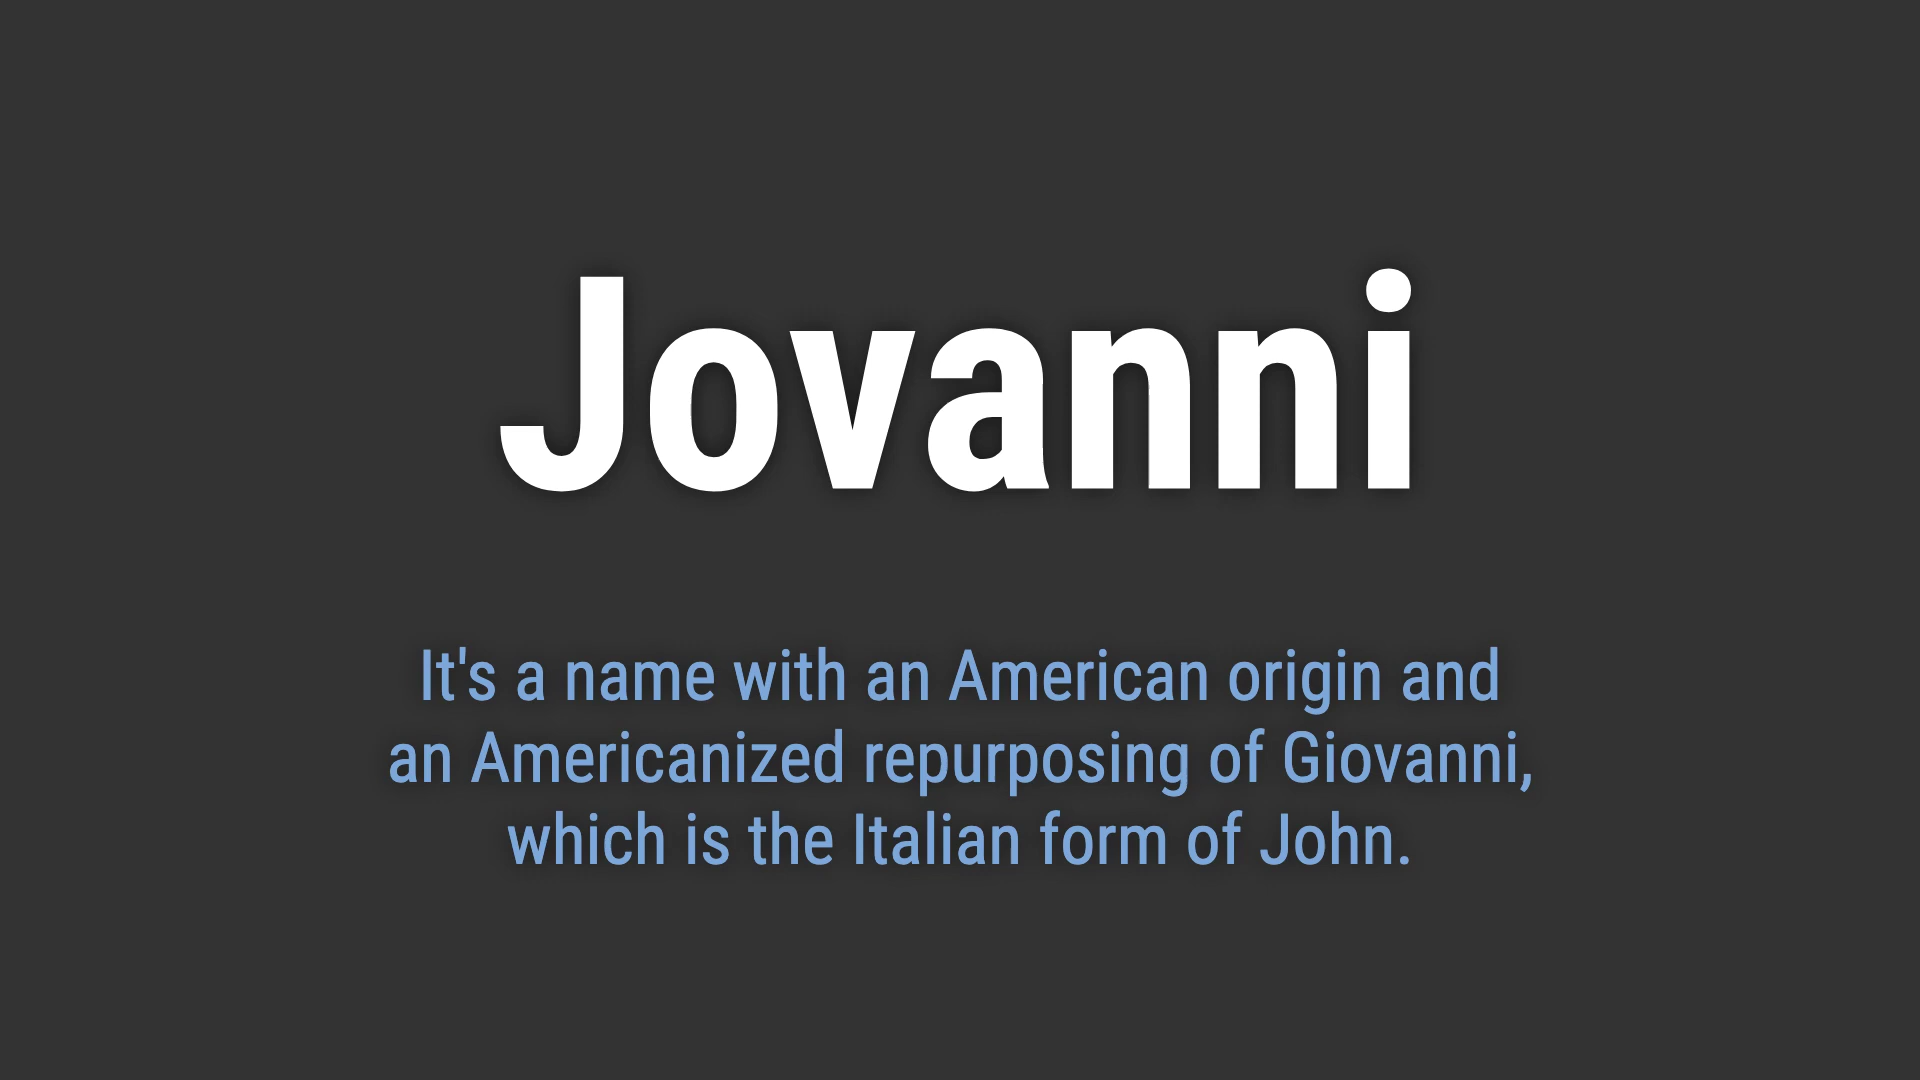 Jovanni
It's a name with an American origin and
an Americanized repurposing of Giovanni,
which is the Italian form of John.